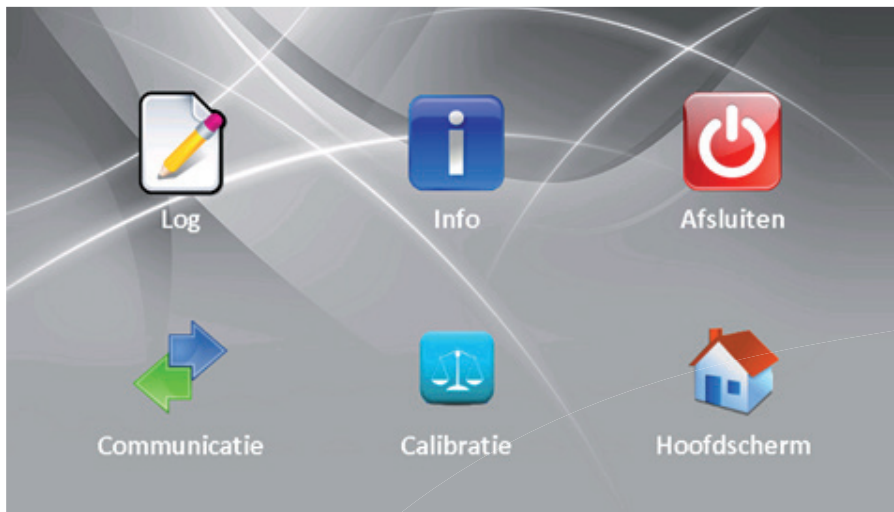 Log
Info
Afsluiten
Communicatie
Calibratie
Hoofdscherm